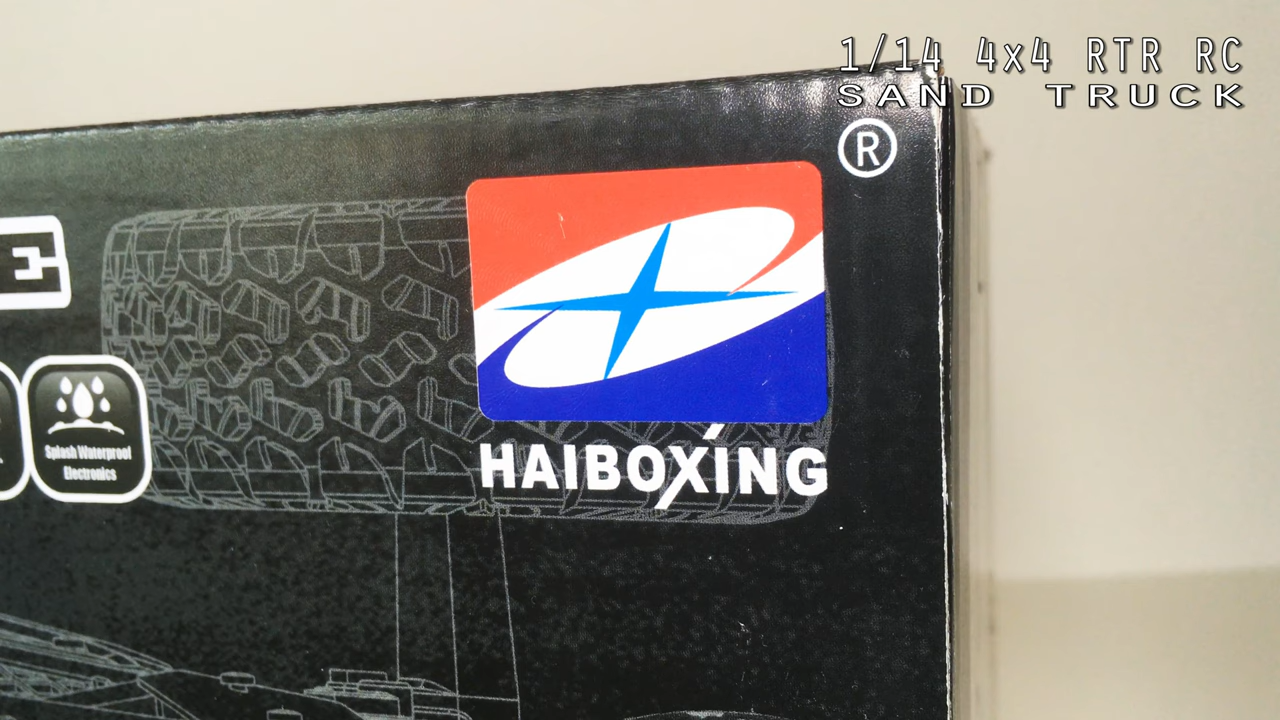 1/14 4x4 RTR RC
SAND TRUCK
®
E
Splash Waterproof
Electronics
HAIBOXING